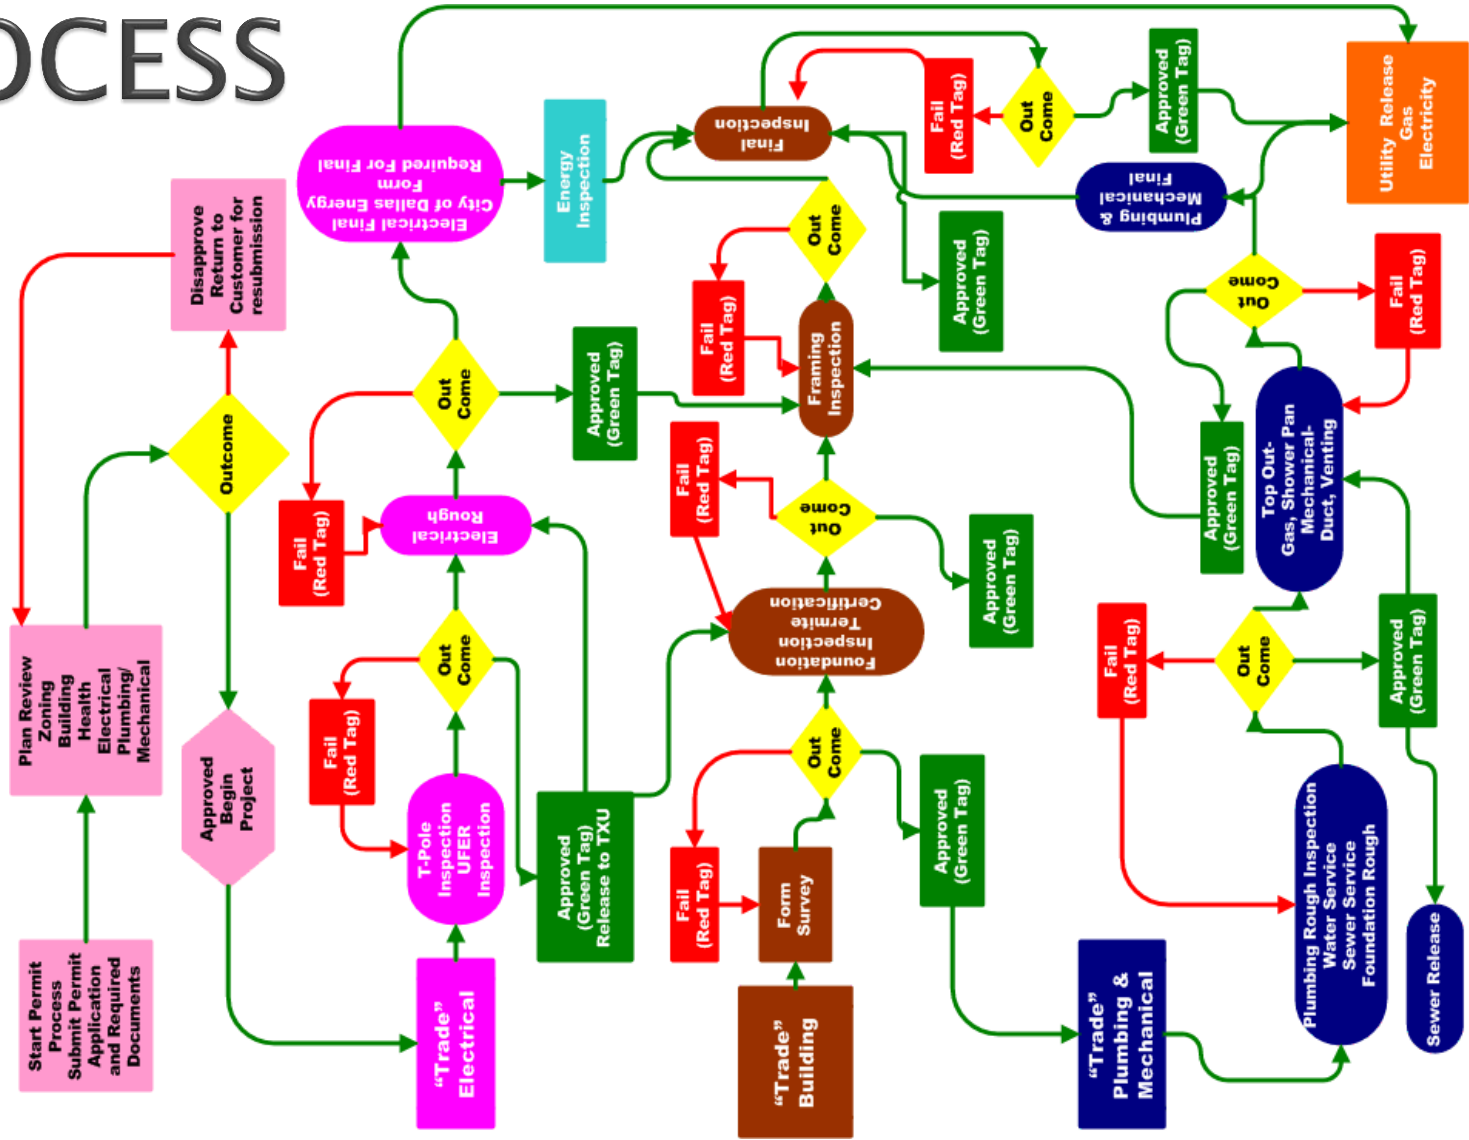 OCESS
Start Permit
Process
Submit Permit
Application
and Required
Documents
Plan Review
Zoning
Building
Health
Electrical
Plumbing/
Mechanical
Outcome
Disapprove
Return to
Customer for
resubmission
Approved
Begin
Project
"Trade"
Electrical
T-Pole
Inspection
UFER
Inspection
Fail
(Red Tag)
Out
Come
Approved
(Green Tag)
Release to TXU
Electrical
Rough
Fail
(Red Tag)
Out
Come
Approved
(Green Tag)
Electrical Final
City of Dallas Energy
Form
Required For Final
Energy
Inspection
"Trade"
Building
Form
Survey
Fail
(Red Tag)
Out
Come
Approved
(Green Tag)
Foundation
Inspection
Termite
Certification
Fail
(Red Tag)
Out
Come
Approved
(Green Tag)
Framing
Inspection
Fail
(Red Tag)
Out
Come
Approved
(Green Tag)
Final
Inspection
Fail
(Red Tag)
Out
Come
Approved
(Green Tag)
"Trade"
Plumbing &
Mechanical
Plumbing Rough Inspection
Water Service
Sewer Service
Foundation Rough
Fail
(Red Tag)
Out
Come
Approved
(Green Tag)
Sewer Release
Top Out-
Gas, Shower Pan
Mechanical-
Duct, Venting
Approved
(Green Tag)
Out
Come
Fail
(Red Tag)
Plumbing &
Mechanical
Final
Utility Release
Gas
Electricity